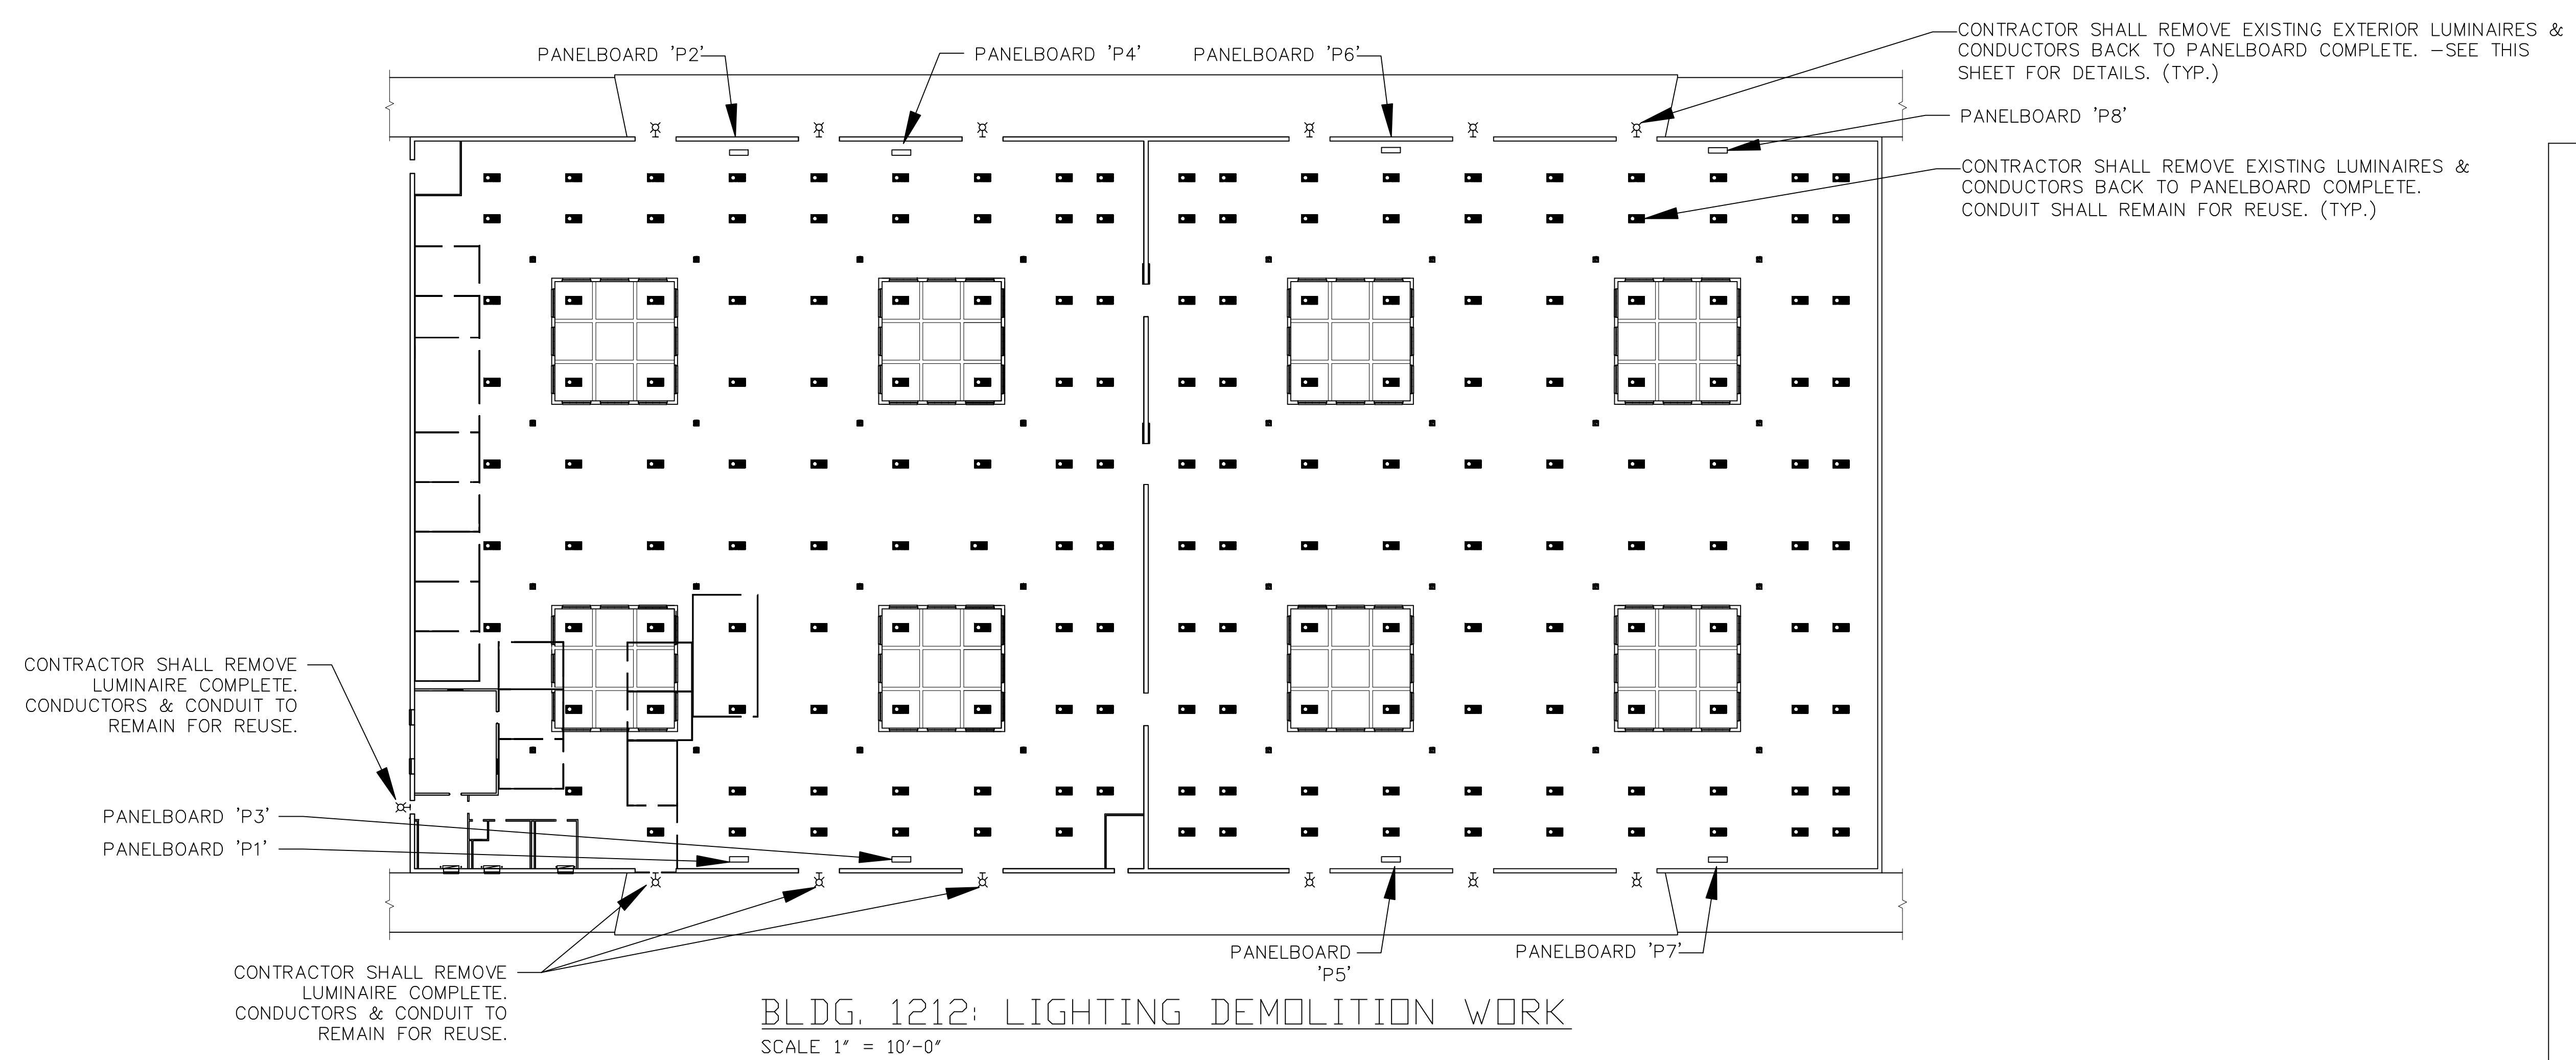 PANELBOARD 'P2'
PANELBOARD 'P4'
PANELBOARD 'P6'
CONTRACTOR SHALL REMOVE EXISTING EXTERIOR LUMINAIRES &
CONDUCTORS BACK TO PANELBOARD COMPLETE. -SEE THIS
SHEET FOR DETAILS. (TYP.)
PANELBOARD 'P8'
CONTRACTOR SHALL REMOVE EXISTING LUMINAIRES &
CONDUCTORS BACK TO PANELBOARD COMPLETE.
CONDUIT SHALL REMAIN FOR REUSE. (TYP.)
CONTRACTOR SHALL REMOVE
LUMINAIRE COMPLETE.
CONDUCTORS & CONDUIT TO
REMAIN FOR REUSE.
PANELBOARD 'P3'
PANELBOARD 'P1'
CONTRACTOR SHALL REMOVE
LUMINAIRE COMPLETE.
CONDUCTORS & CONDUIT TO
REMAIN FOR REUSE.
PANELBOARD
'P5'
PANELBOARD 'P7'
BLDG. 1212: LIGHTING DEMOLITION WORK
SCALE 1" = 10'-0"